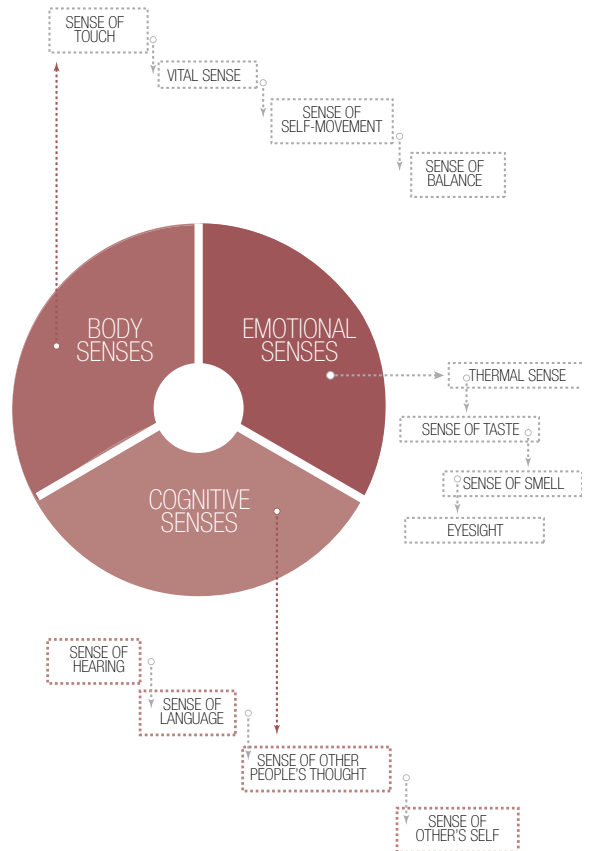 SENSE OF
TOUCH
VITAL SENSE
SENSE OF
SELF-MOVEMENT
SENSE OF
BALANCE
BODY
SENSES
EMOTIONAL
SENSES
THERMAL SENSE
SENSE OF TASTE
SENSE OF SMELL
EYESIGHT
COGNITIVE
SENSES
SENSE OF
HEARING
SENSE OF
LANGUAGE
SENSE OF OTHER
PEOPLE'S THOUGHT
SENSE OF
OTHER'S SELF